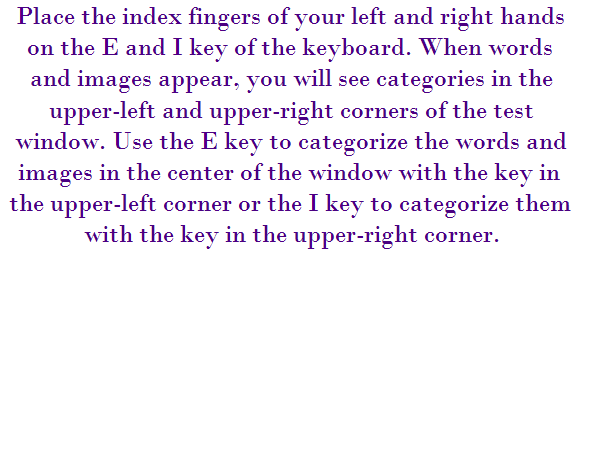 Place the index fingers of your left and right hands
on the E and I key of the keyboard. When words
and images appear, you will see categories in the
upper-left and upper-right corners of the test
window. Use the E key to categorize the words and
images in the center of the window with the key in
the upper-left corner or the I key to categorize them
with the key in the upper-right corner.